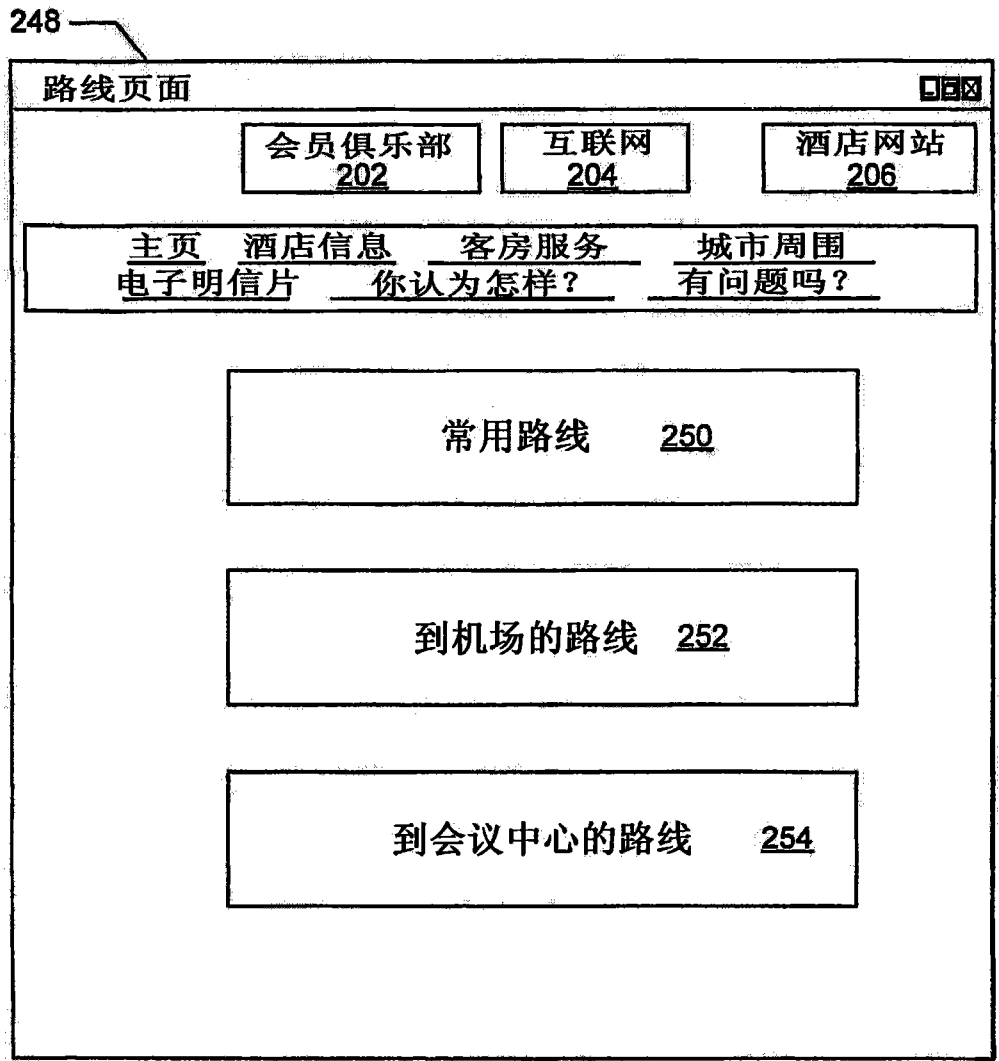 248
路线页面
会员俱乐部 互联网 酒店网站
202 204 206
主页 酒店信息 客房服务 城市周围
电子明信片 你认为怎样？ 有问题吗？
常用路线 250
到机场的路线 252
到会议中心的路线 254